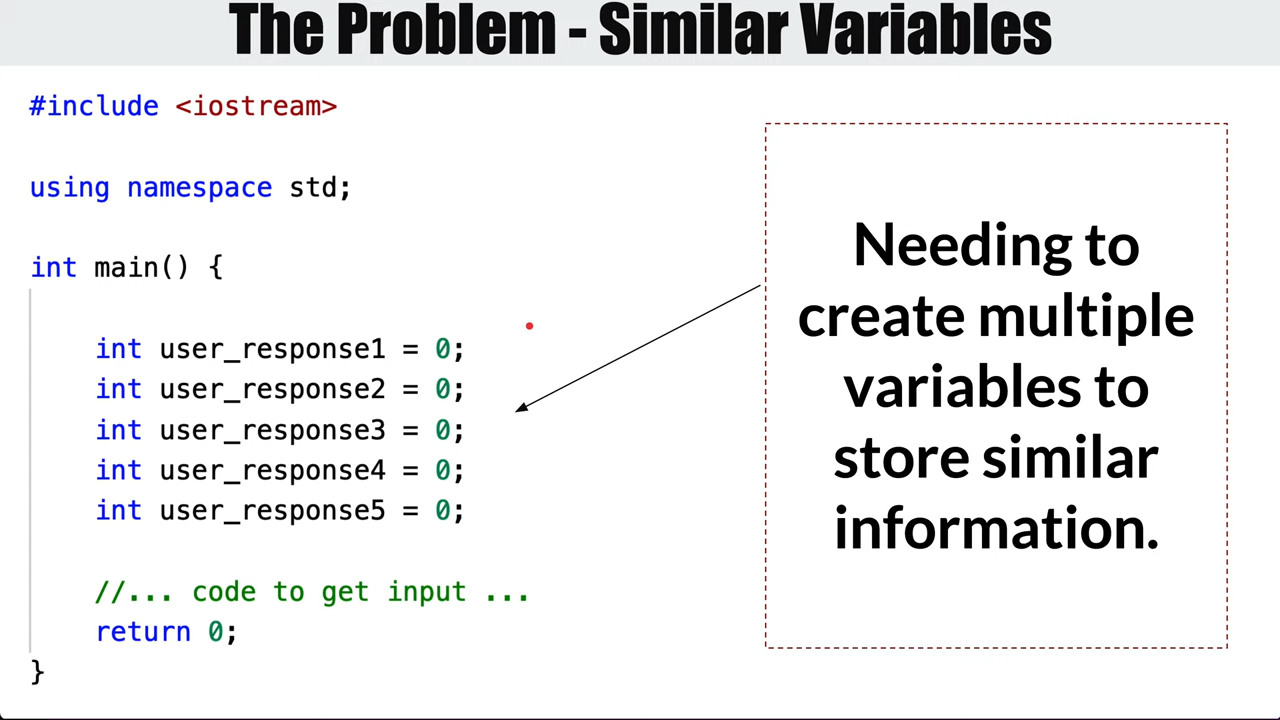 The Problem - Similar Variables
#include <iostream>
using namespace std;
int main() {
int user_response1 = 0;
int user_response2 = 0;
int user_response3 = 0;
int user_response4 = 0;
int user_response5 = 0;
//... code to get input ...
return 0;
}
Needing to
create multiple
variables to
store similar
information.